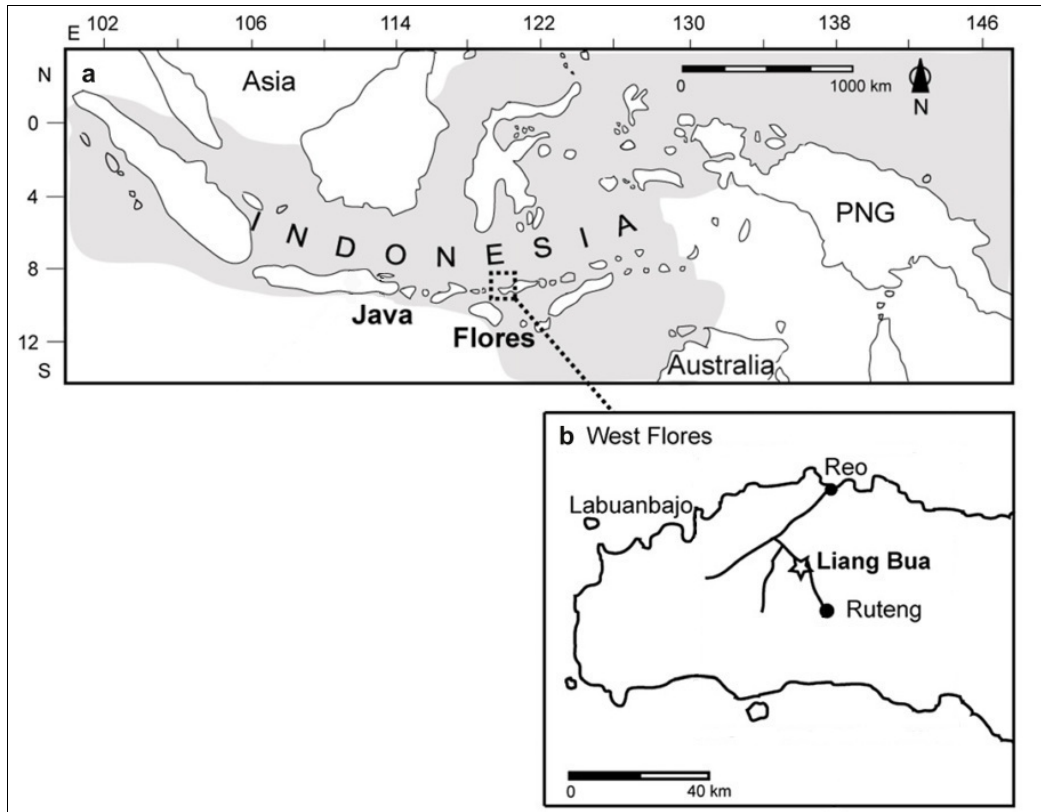 E 102 106 114 122 130 138 146
a
Asia
0 1000 km
N
N
0
4
8
12
S
PNG
INDONESIA
Java
Flores
Australia
b West Flores
Reo
Labuanbajo
Liang Bua
Ruteng
0 40 km